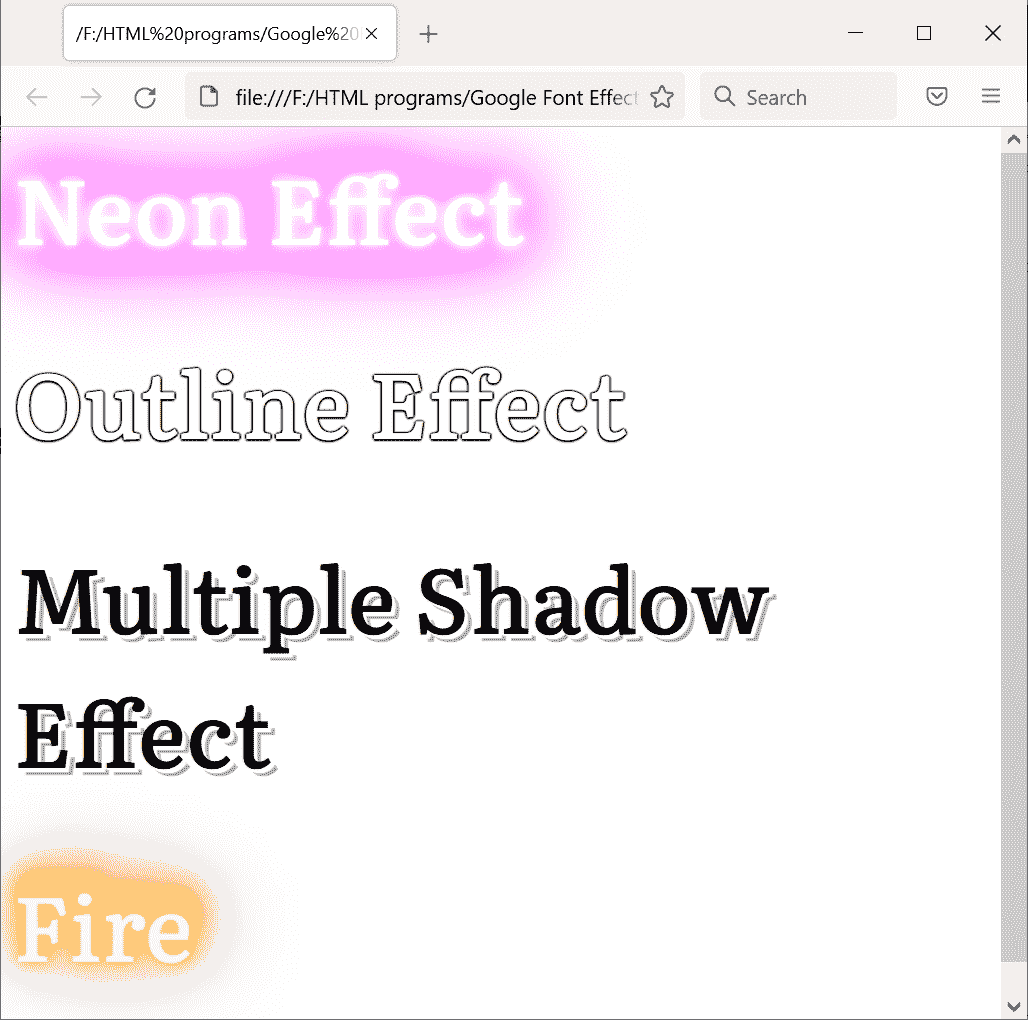 /F:/HTML%20programs/Google%20
file:///F:/HTML programs/Google Font Effect
Search
Neon Effect
Outline Effect
Multiple Shadow
Effect
Fire